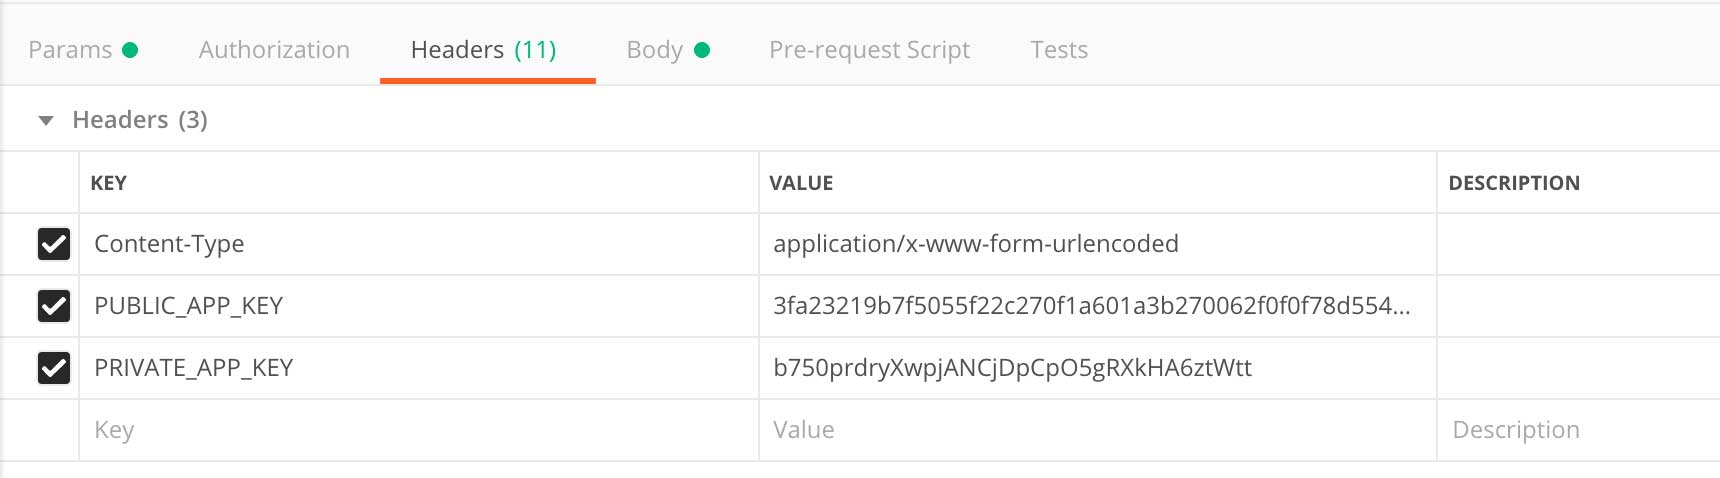 Params Authorization Headers (11) Body Pre-request Script Tests
Headers (3)
KEY VALUE DESCRIPTION
Content-Type application/x-www-form-urlencoded
PUBLIC_APP_KEY 3fa23219b7f5055f22c270f1a601a3b270062f0f0f78d554...
PRIVATE_APP_KEY b750prdryXwpjANCjDpCpO5gRXkHA6ztWtt
Key Value Description